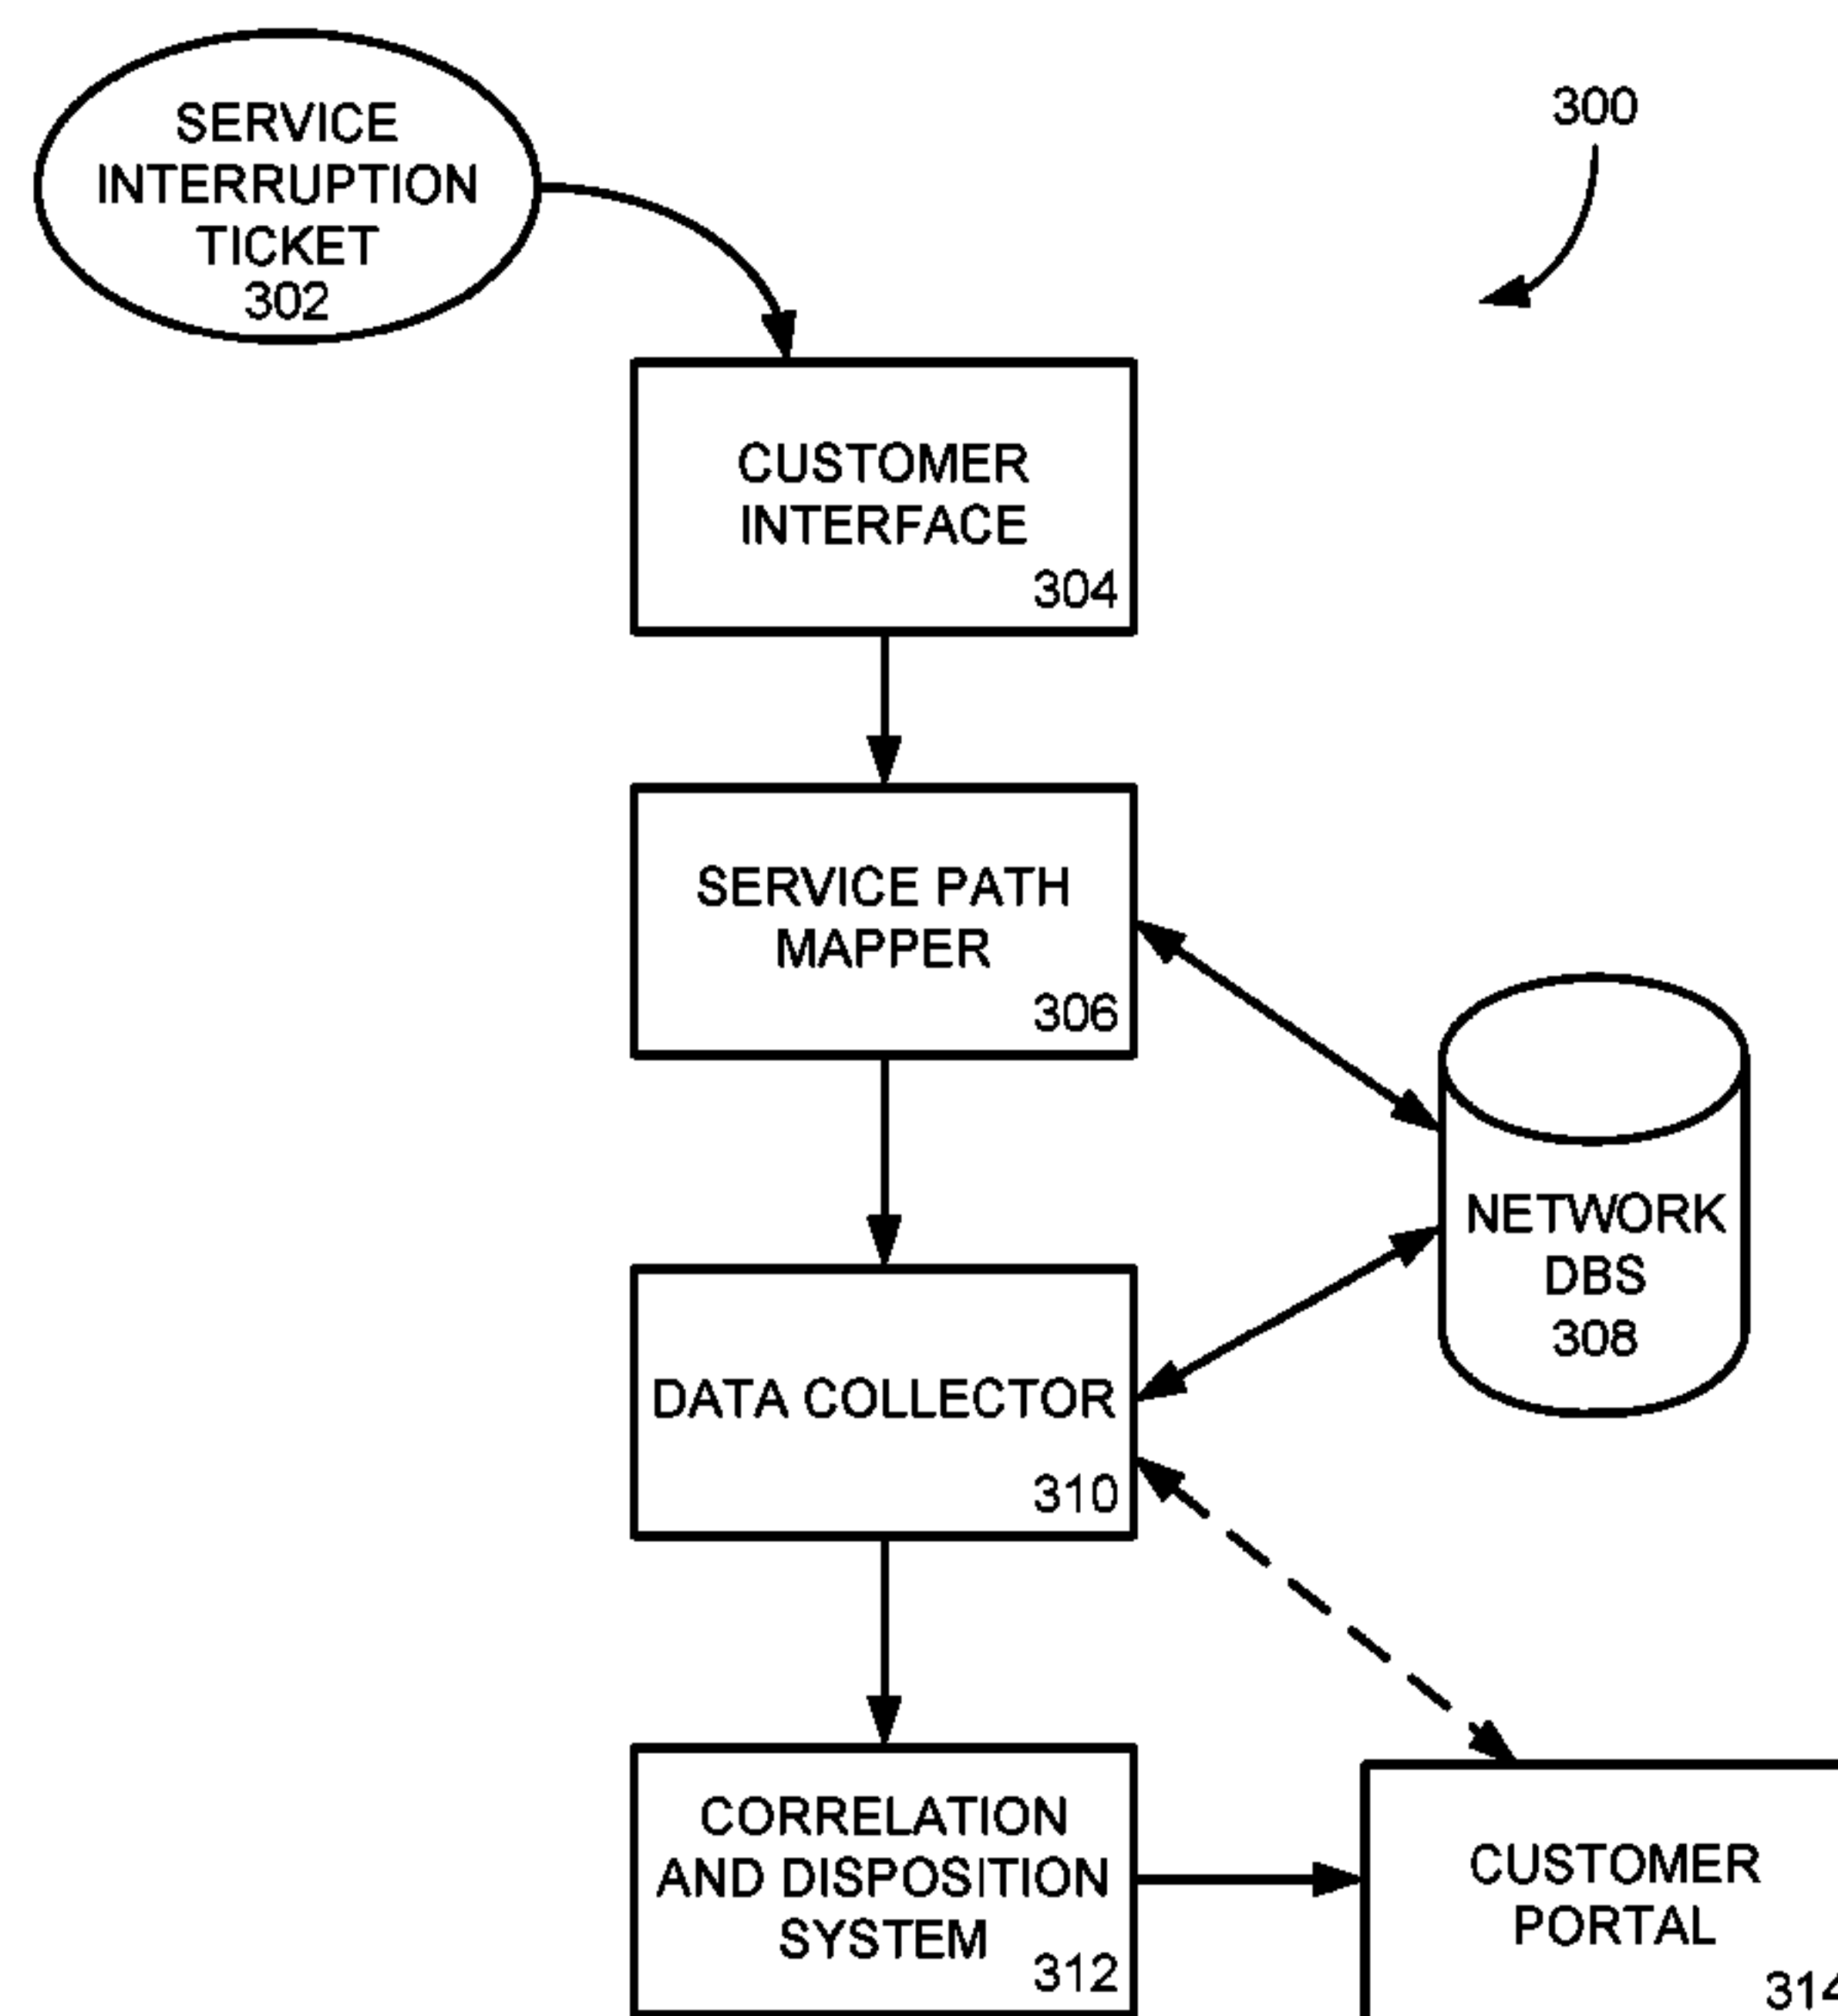 SERVICE
INTERRUPTION
TICKET
302
300
CUSTOMER
INTERFACE
304
SERVICE PATH
MAPPER
306
NETWORK
DBS
308
DATA COLLECTOR
310
CORRELATION
AND DISPOSITION
SYSTEM
312
CUSTOMER
PORTAL
314